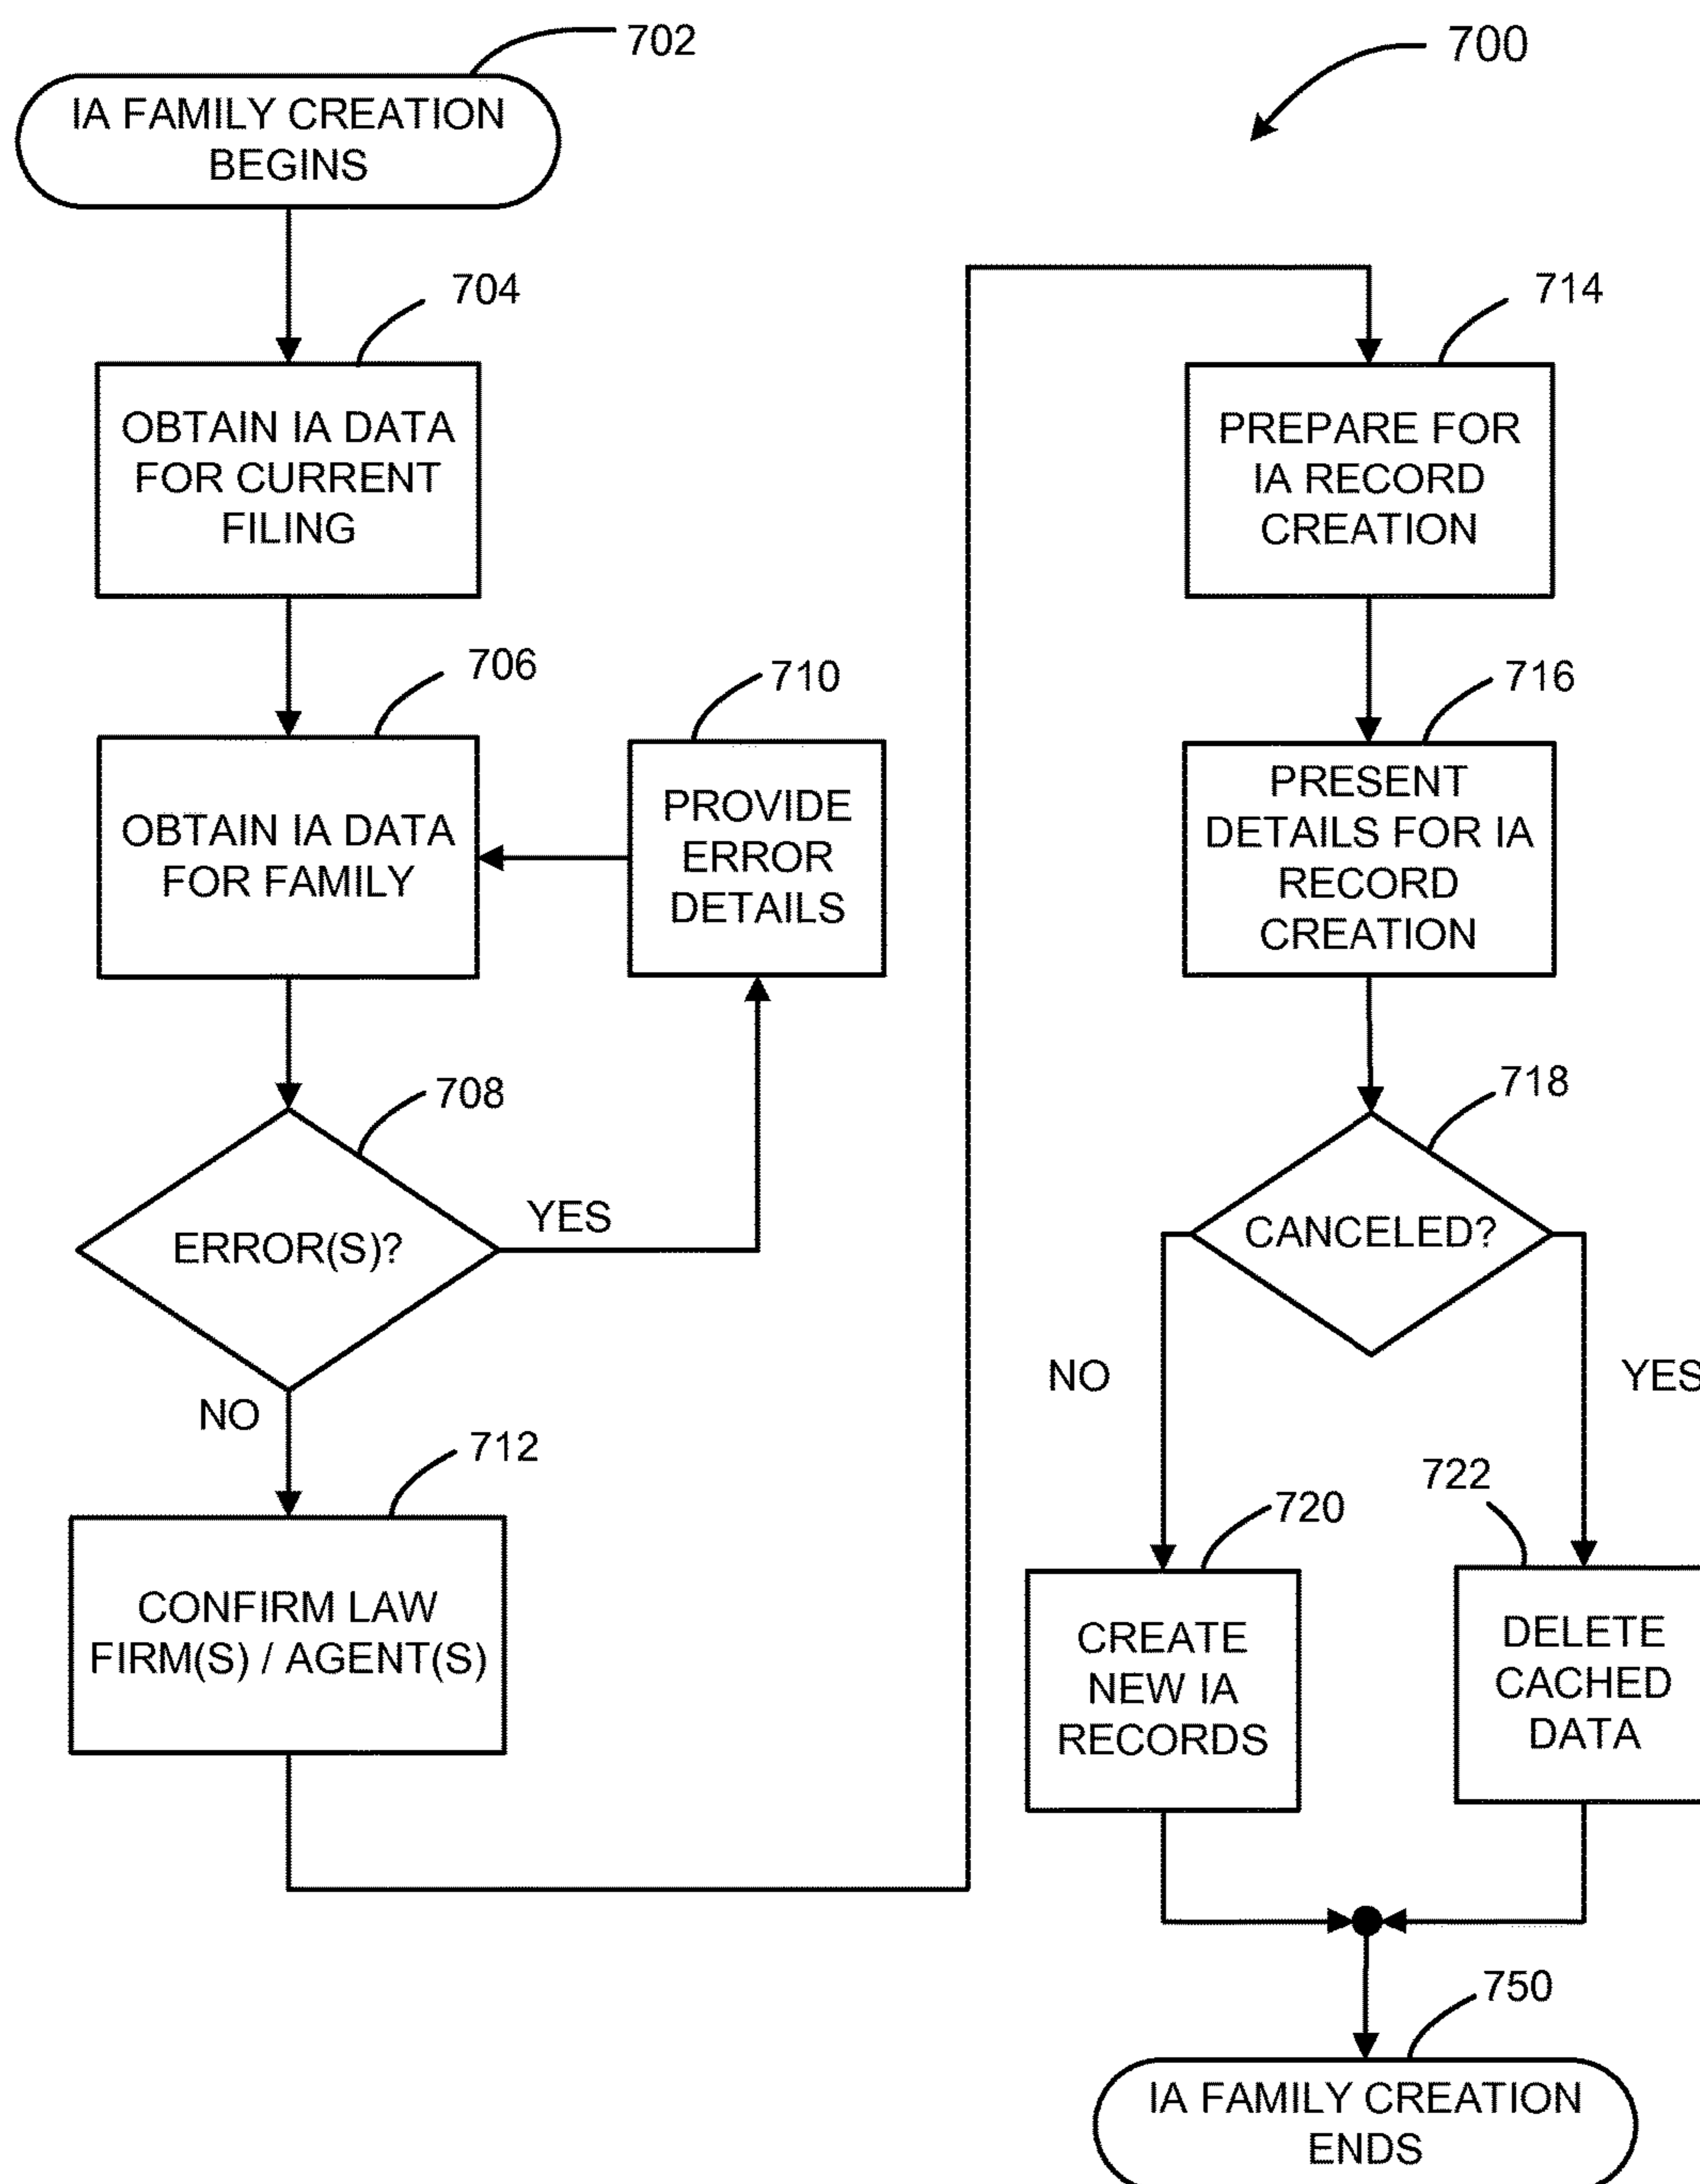 702
IA FAMILY CREATION
BEGINS
704
OBTAIN IA DATA
FOR CURRENT
FILING
706
OBTAIN IA DATA
FOR FAMILY
710
PROVIDE
ERROR
DETAILS
708
ERROR(S)?
YES
NO
712
CONFIRM LAW
FIRM(S) / AGENT(S)
700
714
PREPARE FOR
IA RECORD
CREATION
716
PRESENT
DETAILS FOR IA
RECORD
CREATION
718
CANCELED?
NO
YES
720
CREATE
NEW IA
RECORDS
722
DELETE
CACHED
DATA
750
IA FAMILY CREATION
ENDS